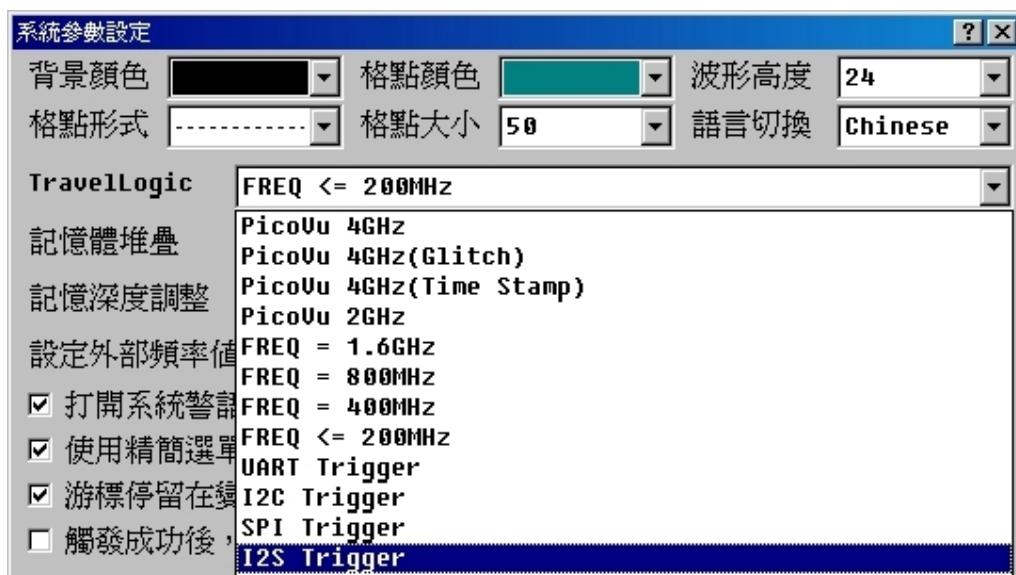 系統參數設定
背景顏色 格點顏色 波形高度 24
格點形式 格點大小 50 語言切換 Chinese
TravelLogic FREQ <= 200MHz
記憶體堆疊
記憶深度調整
設定外部頻率值
打開系統警語
使用精簡選單
游標停留在變
觸發成功後，
PicoVu 4GHz
PicoVu 4GHz(Glitch)
PicoVu 4GHz(Time Stamp)
PicoVu 2GHz
FREQ = 1.6GHz
FREQ = 800MHz
FREQ = 400MHz
FREQ <= 200MHz
UART Trigger
I2C Trigger
SPI Trigger
I2S Trigger